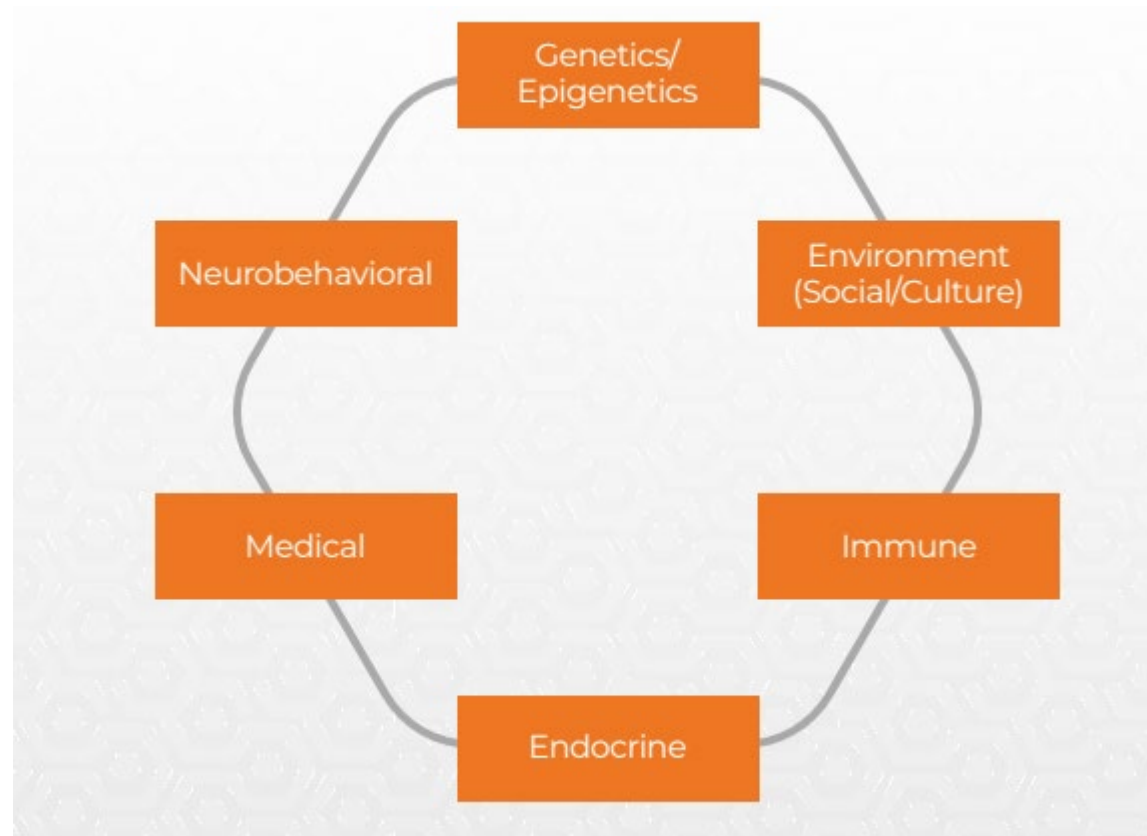 Genetics/
Epigenetics
Neurobehavioral
Environment
(Social/Culture)
Medical
Immune
Endocrine